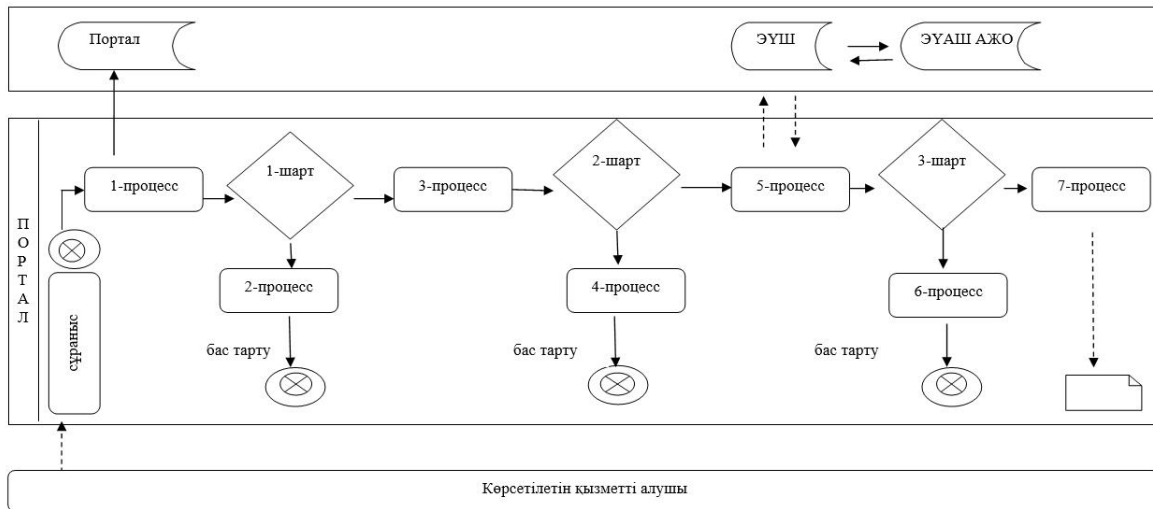 Портал
ЭҮШ
ЭҮАШ АЖО
ПОРТАЛ
1-процесс
1-шарт
3-процесс
2-шарт
5-процесс
3-шарт
7-процесс
2-процесс
4-процесс
6-процесс
сұраныс
бас тарту
бас тарту
бас тарту
Көрсетілетін қызметті алушы